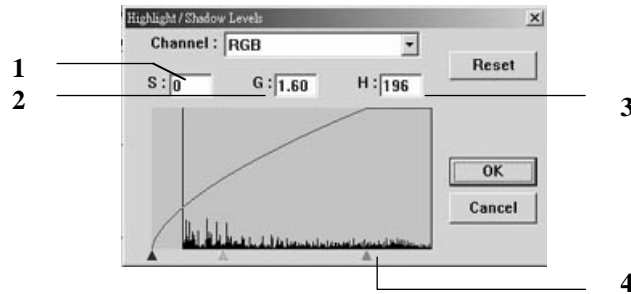 Highlight / Shadow Levels
Channel : RGB
Reset
1
S : 0 G : 1.60 H : 196
2
3
OK
Cancel
4